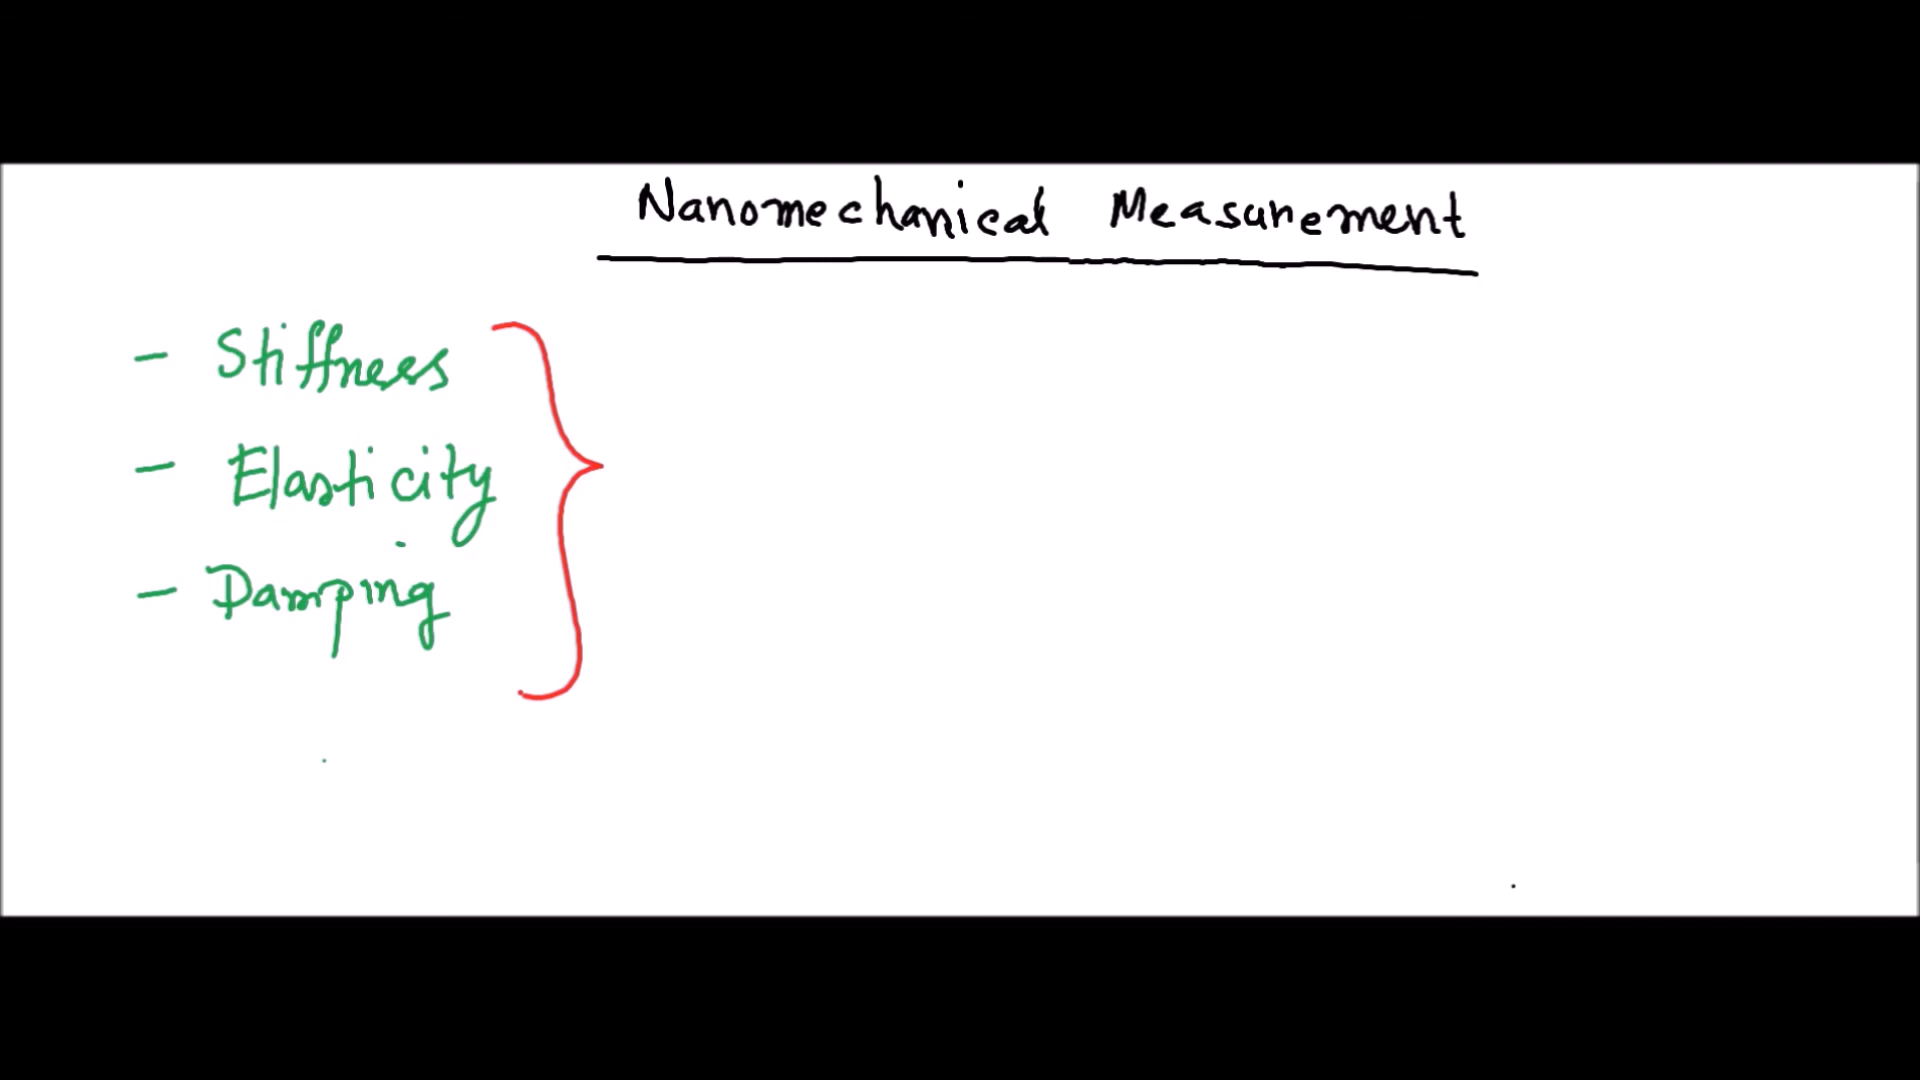 Nanomechanical Measurement
- Stiffness
- Elasticity
- Damping